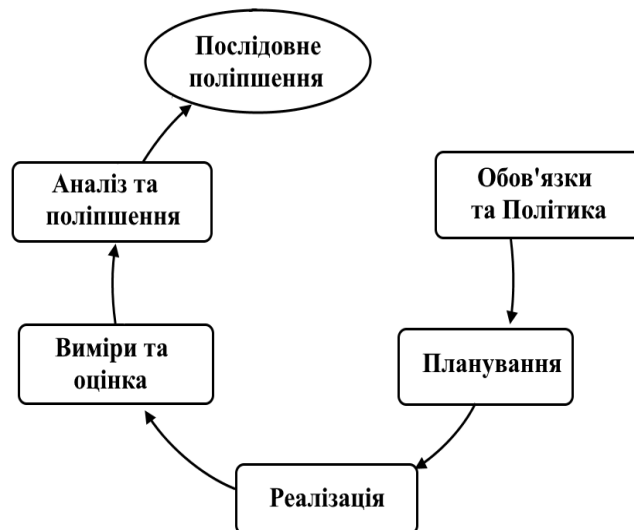 Послідовне
поліпшення
Аналіз та
поліпшення
Обов'язки
та Політика
Виміри та
оцінка
Планування
Реалізація